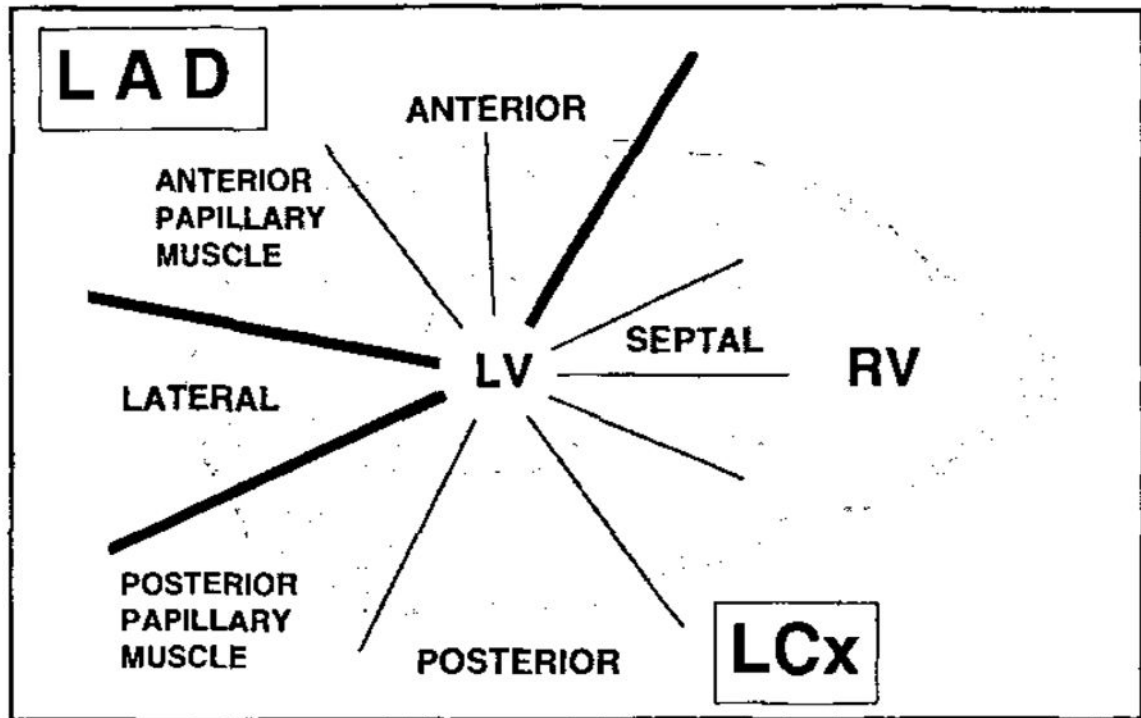 LAD
ANTERIOR
ANTERIOR
PAPILLARY
MUSCLE
SEPTAL
LV
RV
LATERAL
POSTERIOR
PAPILLARY
MUSCLE
POSTERIOR
LCx